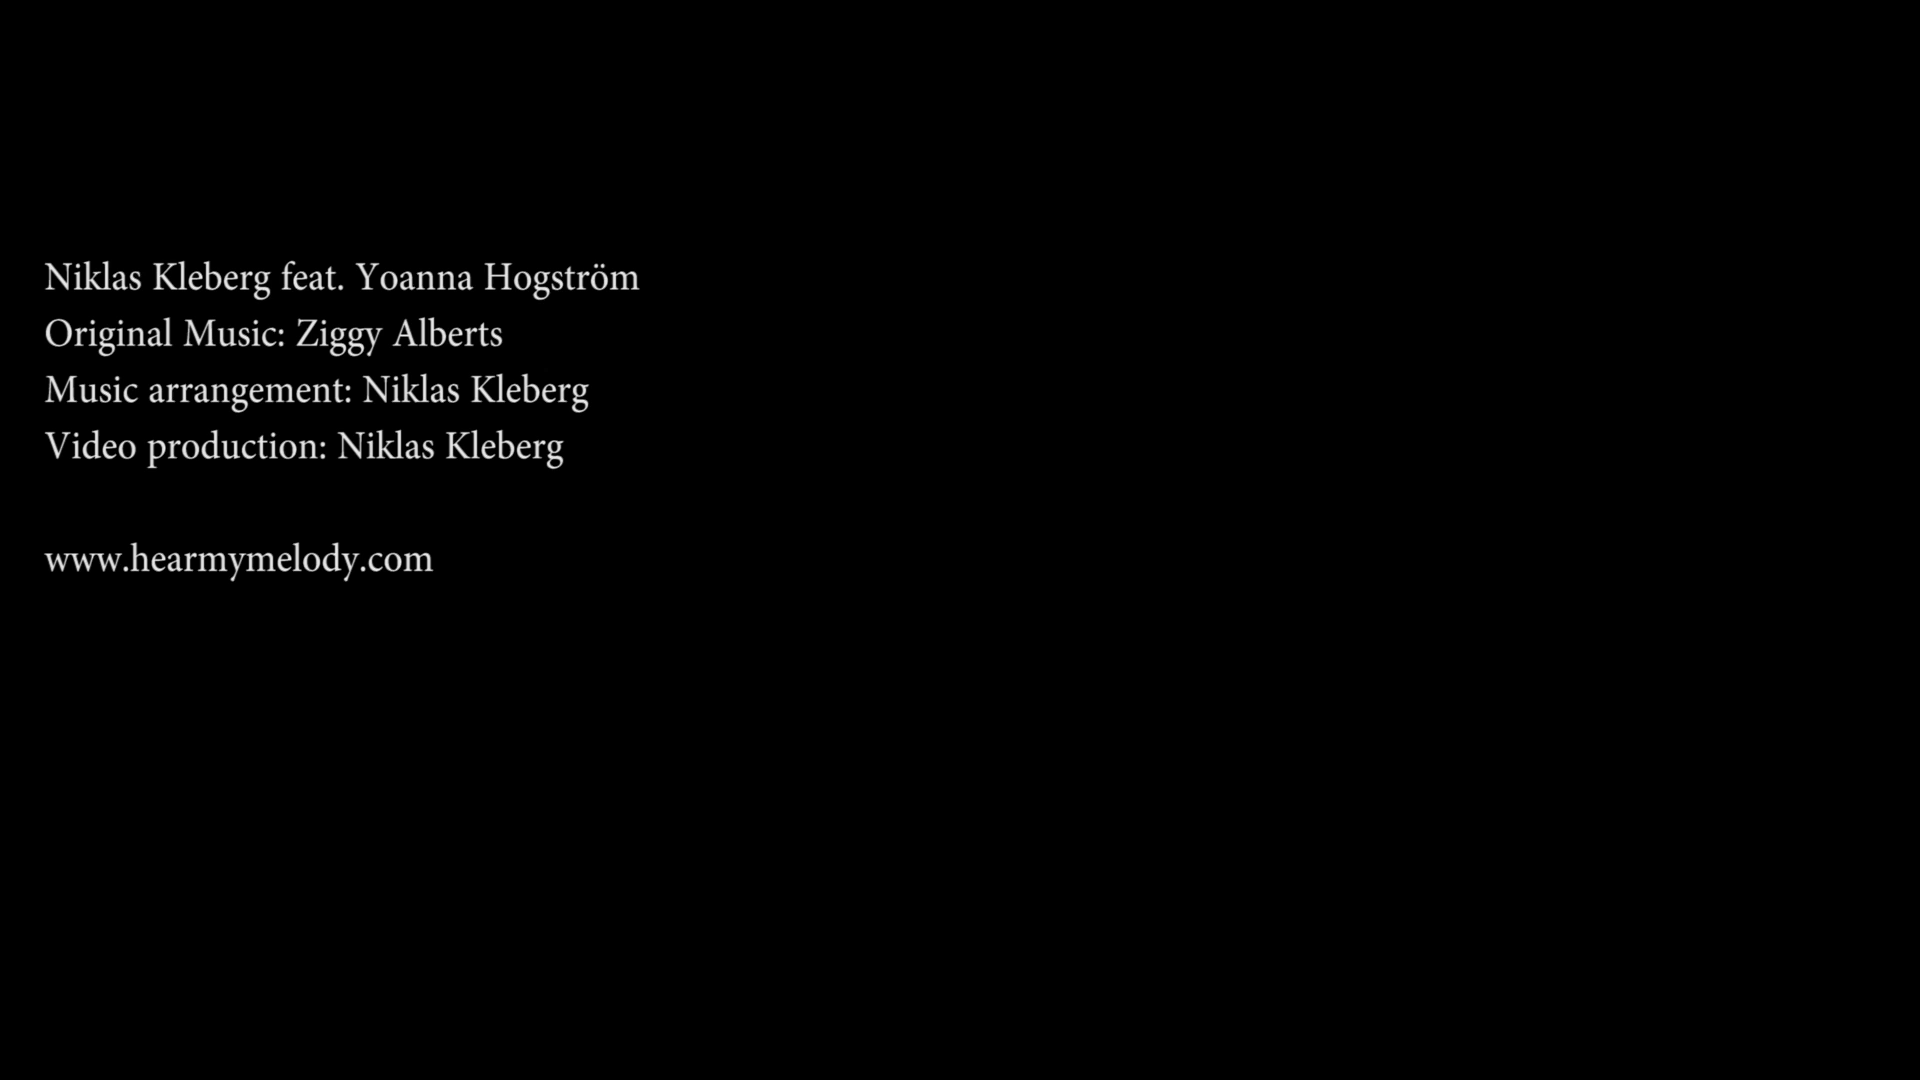 Niklas Kleberg feat. Yoanna Hogström
Original Music: Ziggy Alberts
Music arrangement: Niklas Kleberg
Video production: Niklas Kleberg
www.hearmymelody.com